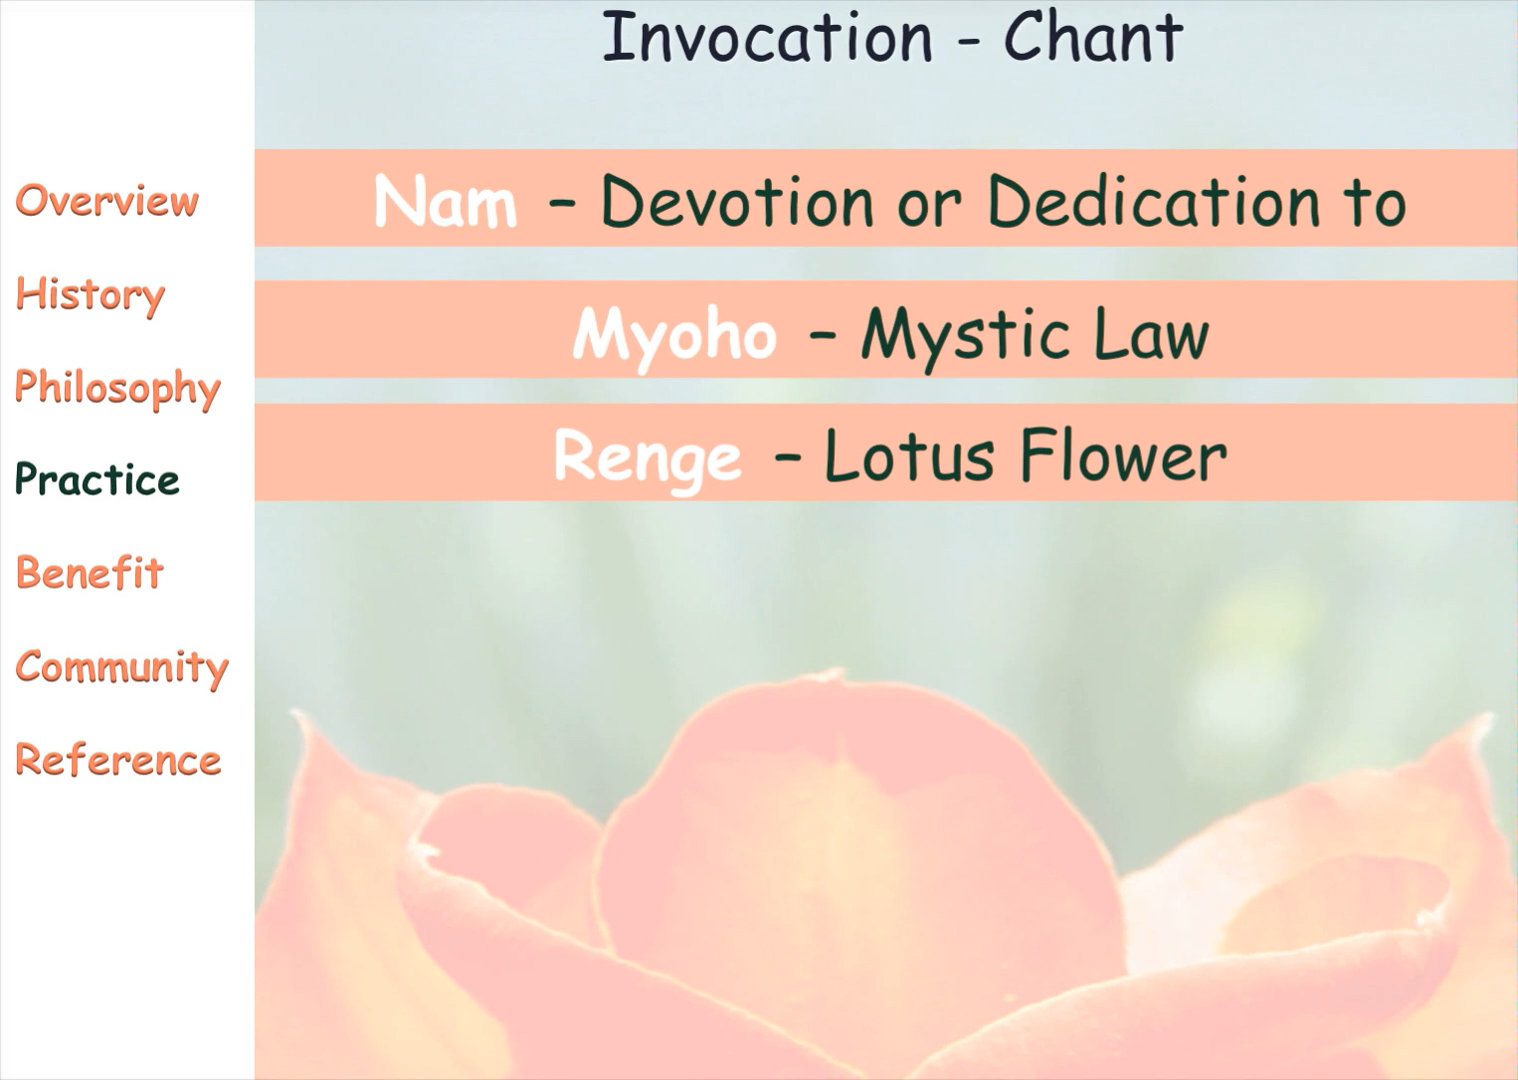 Invocation - Chant
Overview
History
Philosophy
Practice
Benefit
Community
Reference
Nam – Devotion or Dedication to
Myoho – Mystic Law
Renge – Lotus Flower